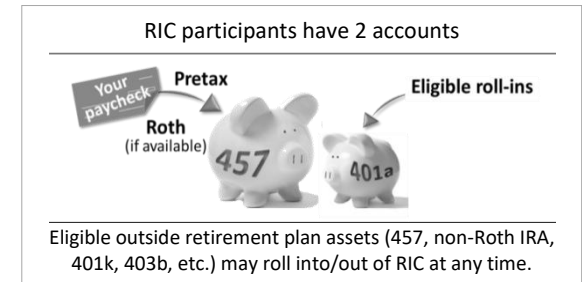 RIC participants have 2 accounts
Your
paycheck
Pretax
Roth
(if available)
457
Eligible roll-ins
401a
Eligible outside retirement plan assets (457, non-Roth IRA,
401k, 403b, etc.) may roll into/out of RIC at any time.